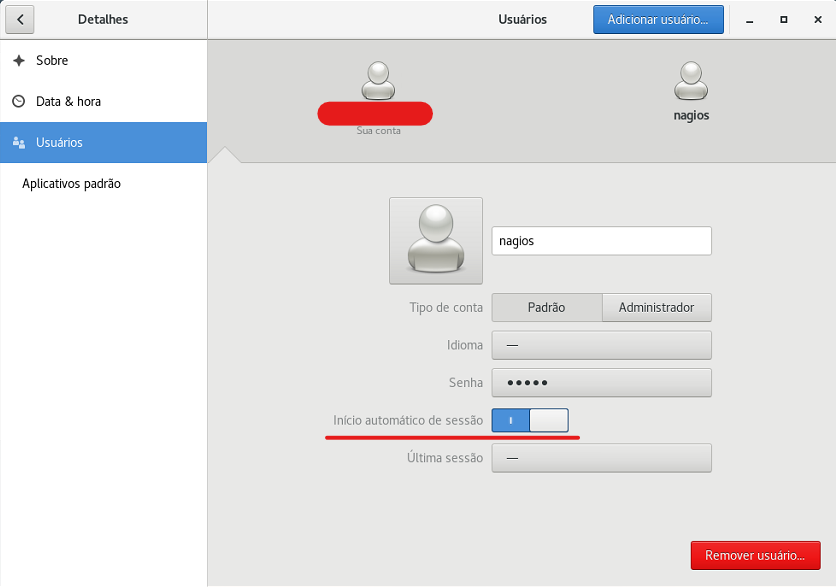 Detalhes
Usuários
Adicionar usuário...
Sobre
Data & hora
Usuários
Aplicativos padrão
Sua conta
nagios
nagios
Tipo de conta
Padrão
Administrador
Idioma
—
Senha
•••••
Início automático de sessão
Última sessão
—
Remover usuário...